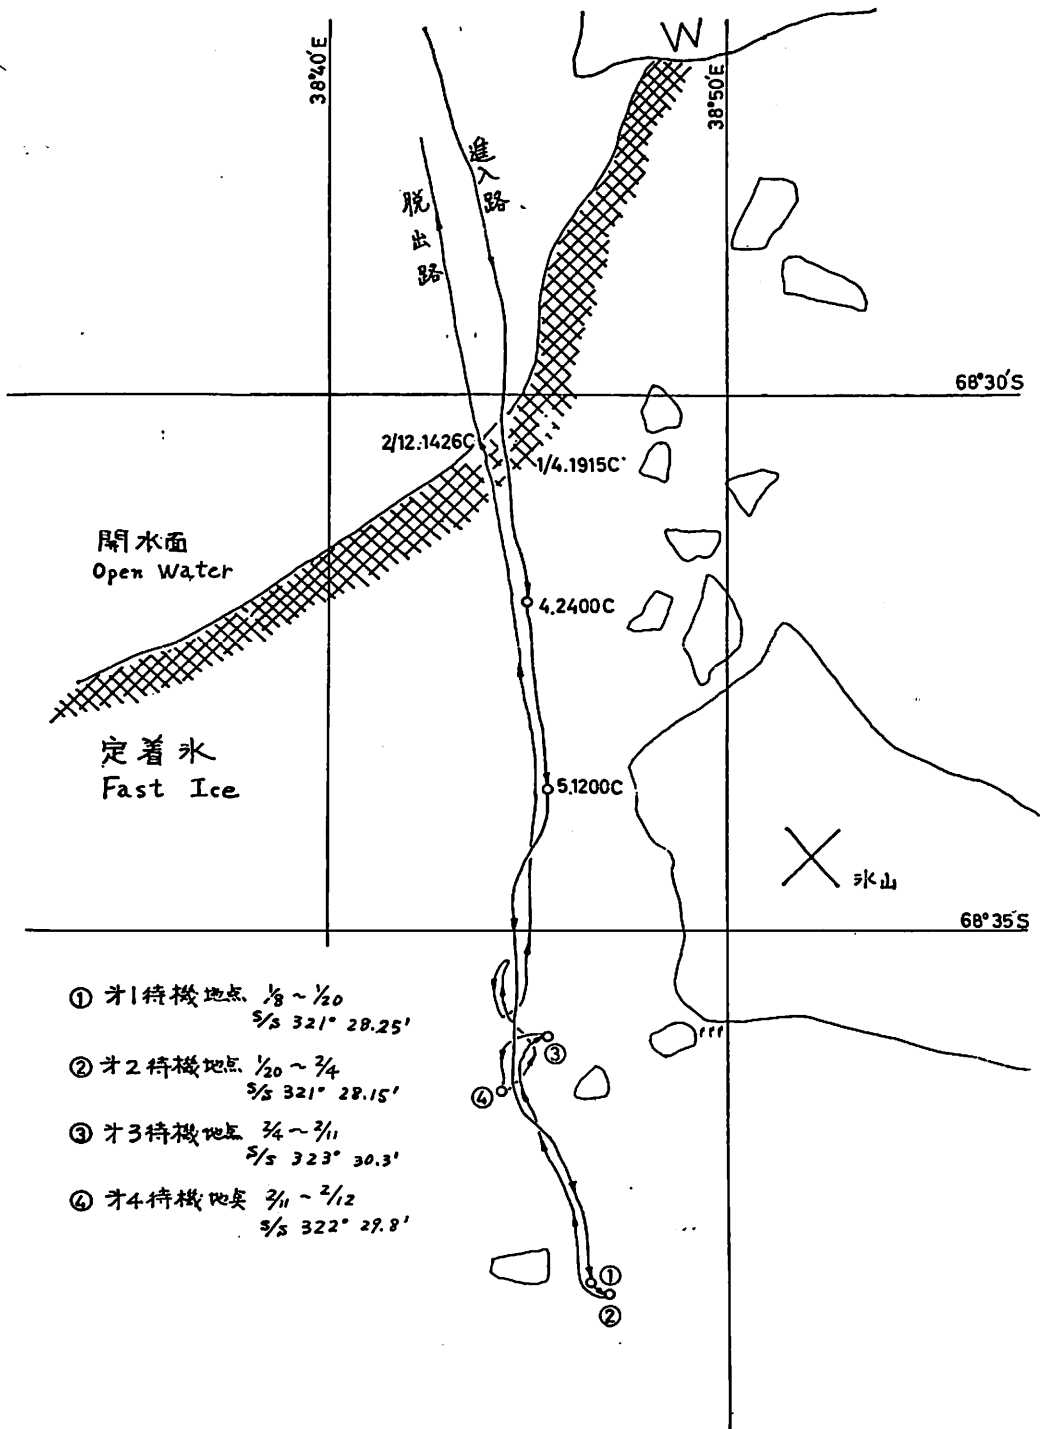 W
38°40'E
38°50'E
進入路
脱出路
68°30'S
2/12.1426C
1/4.1915C
開水面
Open Water
4.2400C
定着氷
Fast Ice
5.1200C
氷山
68°35'S
① 才1待機地点 1/8～1/20
S/S 321° 28.25'
② 才2待機地点 1/20～2/4
S/S 321° 28.15'
③ 才3待機地点 2/4～2/11
S/S 323° 30.3'
④ 才4待機地点 2/11～2/12
S/S 322° 29.8'
③
④
①
②